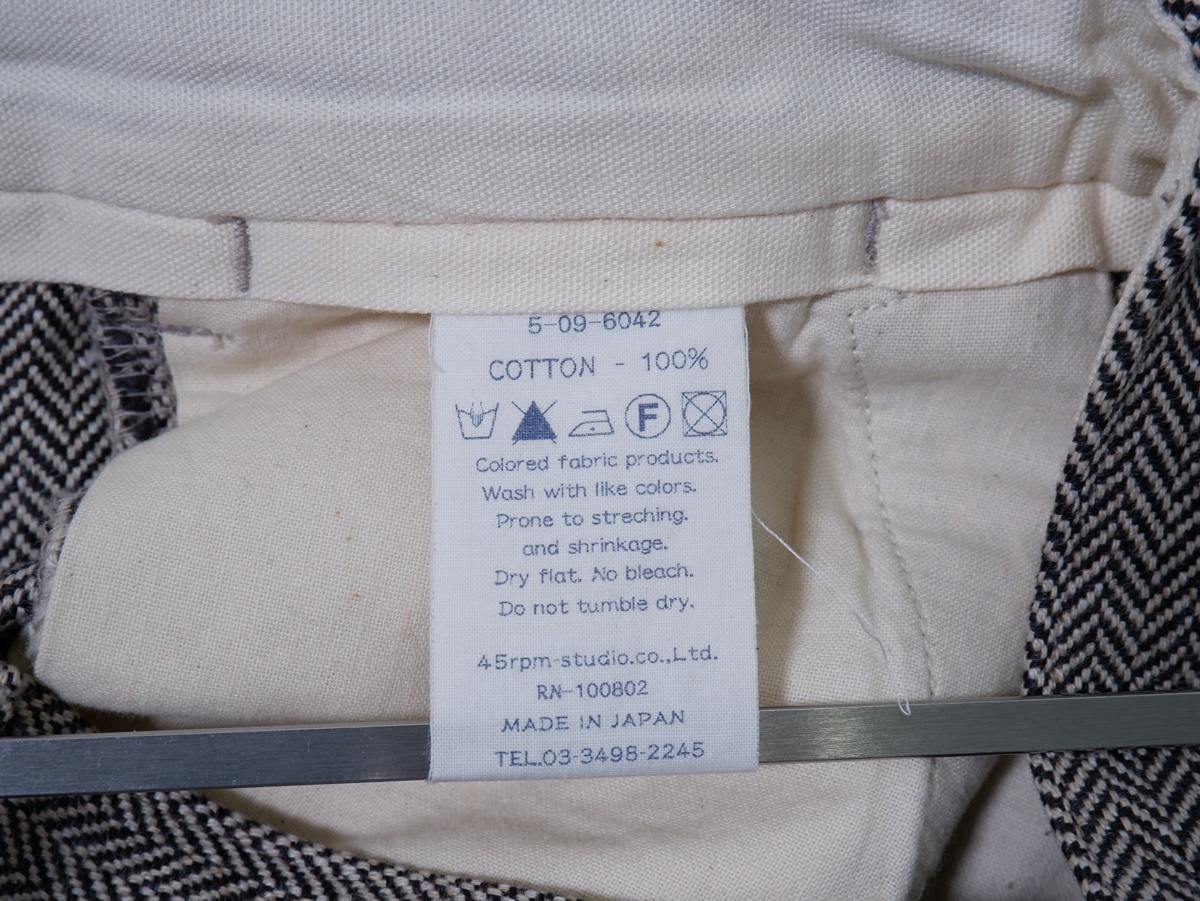 5-09-6042
COTTON - 100%
F
Colored fabric products.
Wash with like colors.
Prone to streching.
and shrinkage.
Dry flat. No bleach.
Do not tumble dry.
45rpm-studio.co.,Ltd.
RN-100802
MADE IN JAPAN
TEL.03-3498-2245